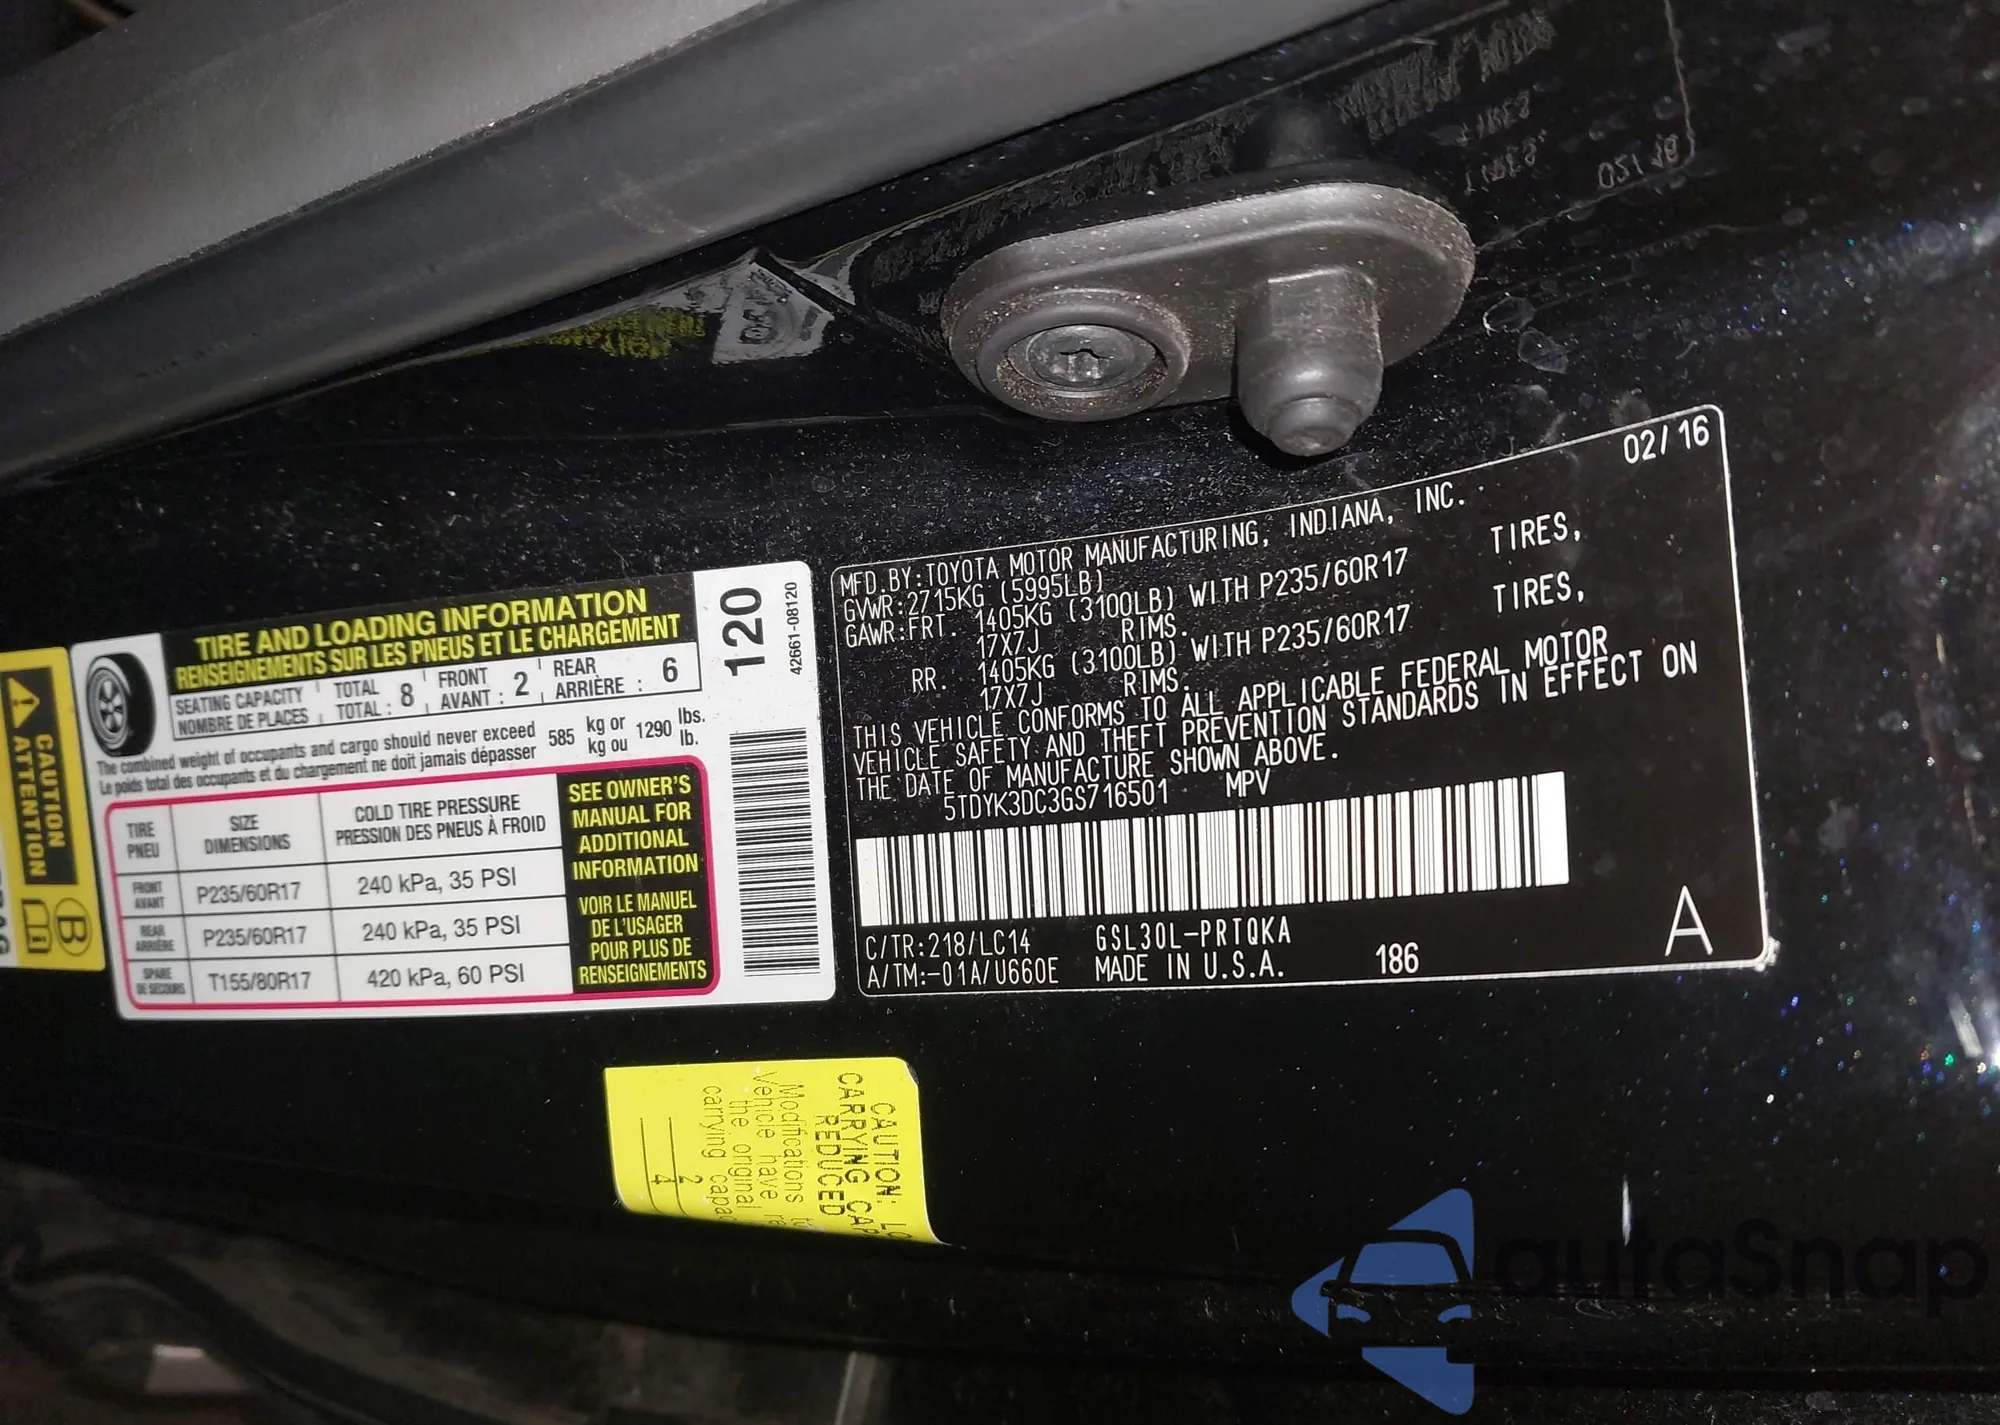 CAUTION
ATTENTION
B
TIRE AND LOADING INFORMATION
RENSEIGNEMENTS SUR LES PNEUS ET LE CHARGEMENT
SEATING CAPACITY TOTAL 8 FRONT 2 REAR 6
NOMBRE DE PLACES TOTAL : AVANT : ARRIÈRE :
The combined weight of occupants and cargo should never exceed 585 kg or 1290 lbs.
Le poids total des occupants et du chargement ne doit jamais dépasser kg ou lb.
TIRE SIZE COLD TIRE PRESSURE
PNEU DIMENSIONS PRESSION DES PNEUS À FROID
FRONT AVANT P235/60R17 240 kPa, 35 PSI
REAR ARRIÈRE P235/60R17 240 kPa, 35 PSI
SPARE DE SECOURS T155/80R17 420 kPa, 60 PSI
SEE OWNER'S
MANUAL FOR
ADDITIONAL
INFORMATION
VOIR LE MANUEL
DE L'USAGER
POUR PLUS DE
RENSEIGNEMENTS
120
42661-08120
02/16
MFD.BY:TOYOTA MOTOR MANUFACTURING, INDIANA, INC.
GVWR:2715KG (5995LB)
GAWR:FRT. 1405KG (3100LB) WITH P235/60R17 TIRES,
17X7J RIMS.
RR. 1405KG (3100LB) WITH P235/60R17 TIRES,
17X7J RIMS.
THIS VEHICLE CONFORMS TO ALL APPLICABLE FEDERAL MOTOR
VEHICLE SAFETY AND THEFT PREVENTION STANDARDS IN EFFECT ON
THE DATE OF MANUFACTURE SHOWN ABOVE.
5TDYK3DC3GS716501 MPV
C/TR:218/LC14 GSL30L-PRTQKA
A/TM:-01A/U660E MADE IN U.S.A. 186
A
CAUTION:
CARRYING
REDUCED
Modifications
Vehicle have
the original
carrying
2
4
autaSnap